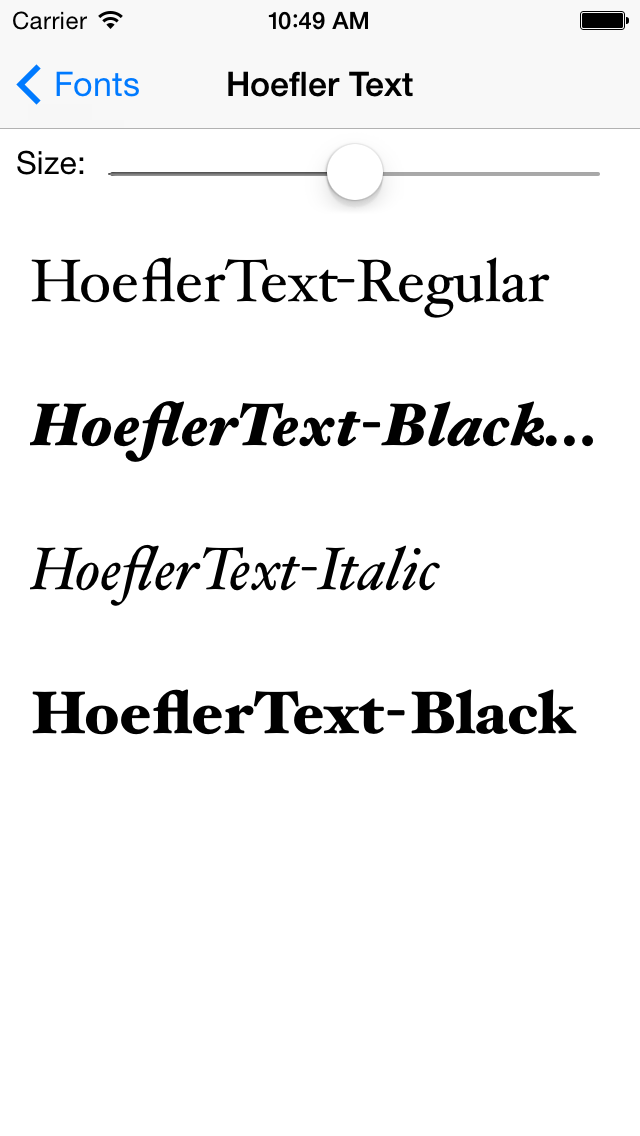 Carrier 10:49 AM
Fonts Hoefler Text
Size:
HoeflerText-Regular
HoeflerText-Black...
HoeflerText-Italic
HoeflerText-Black